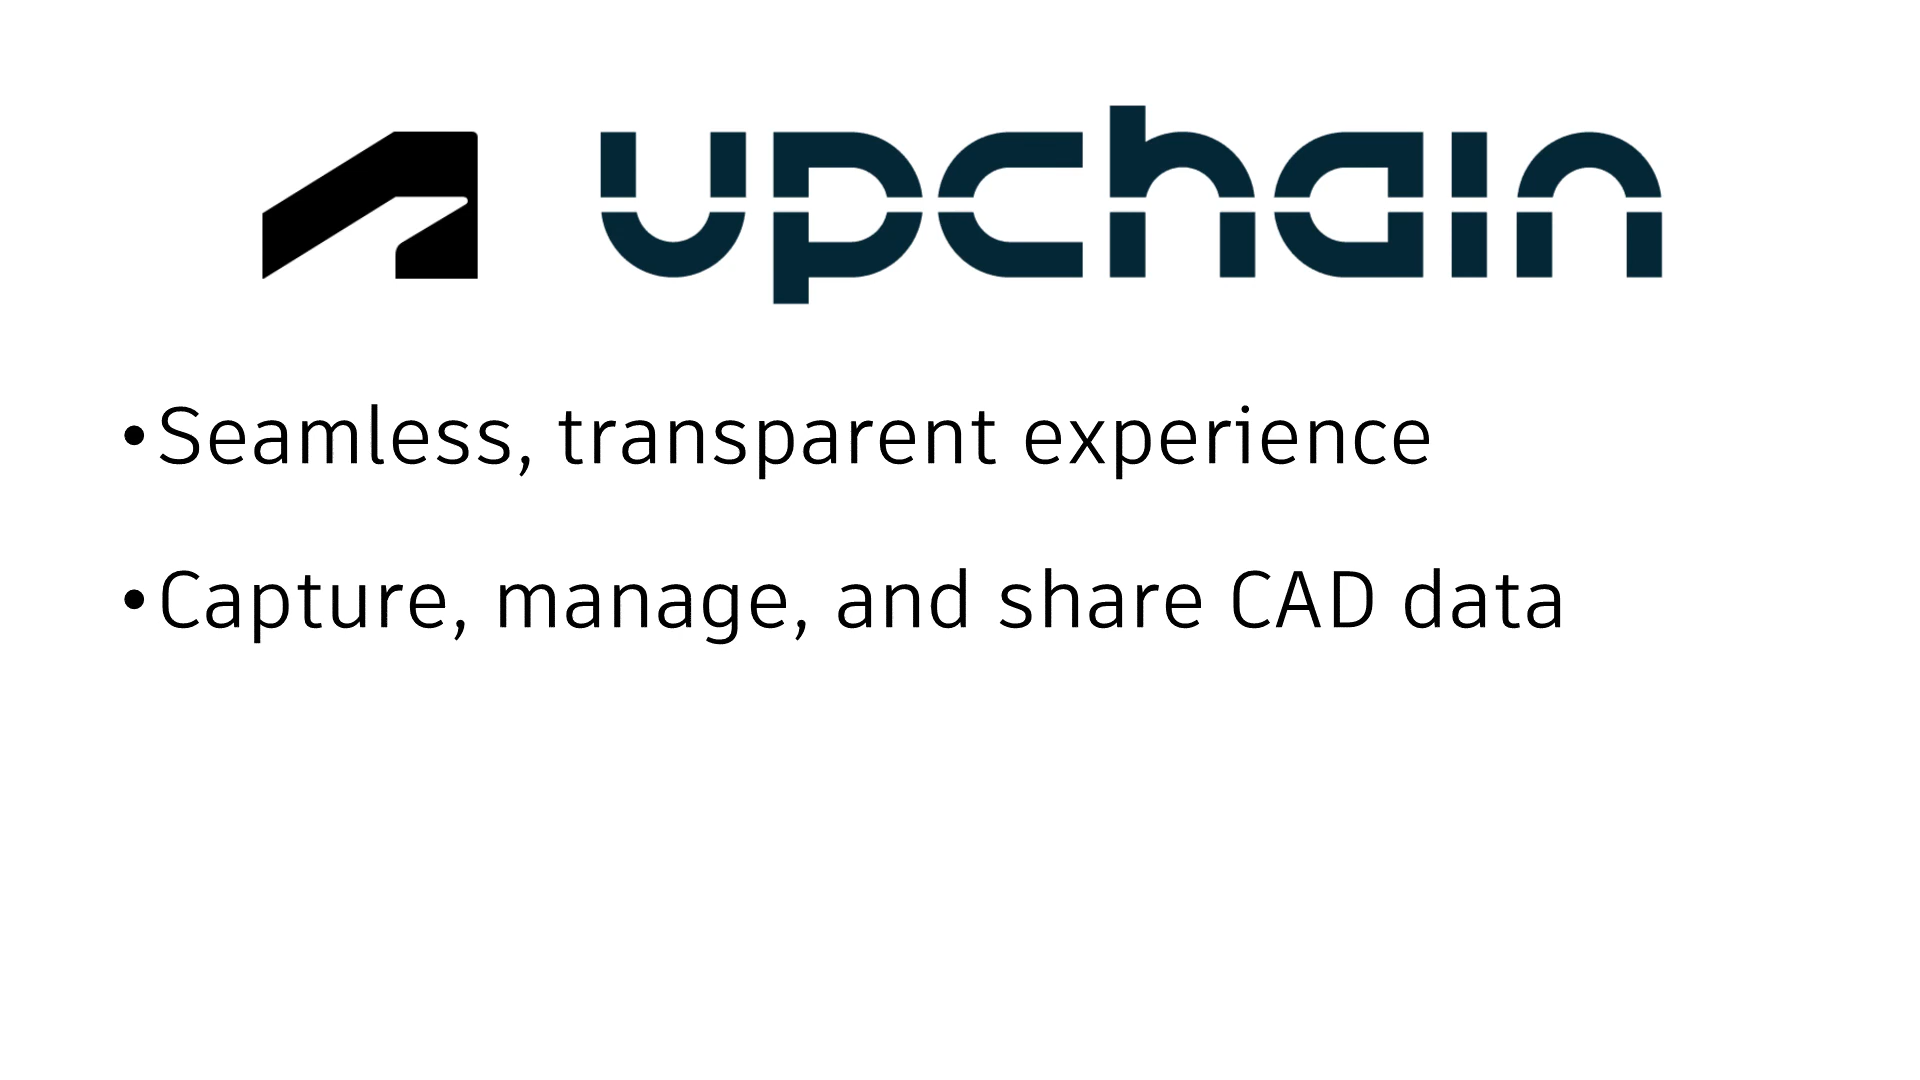 upchain
•Seamless, transparent experience
•Capture, manage, and share CAD data